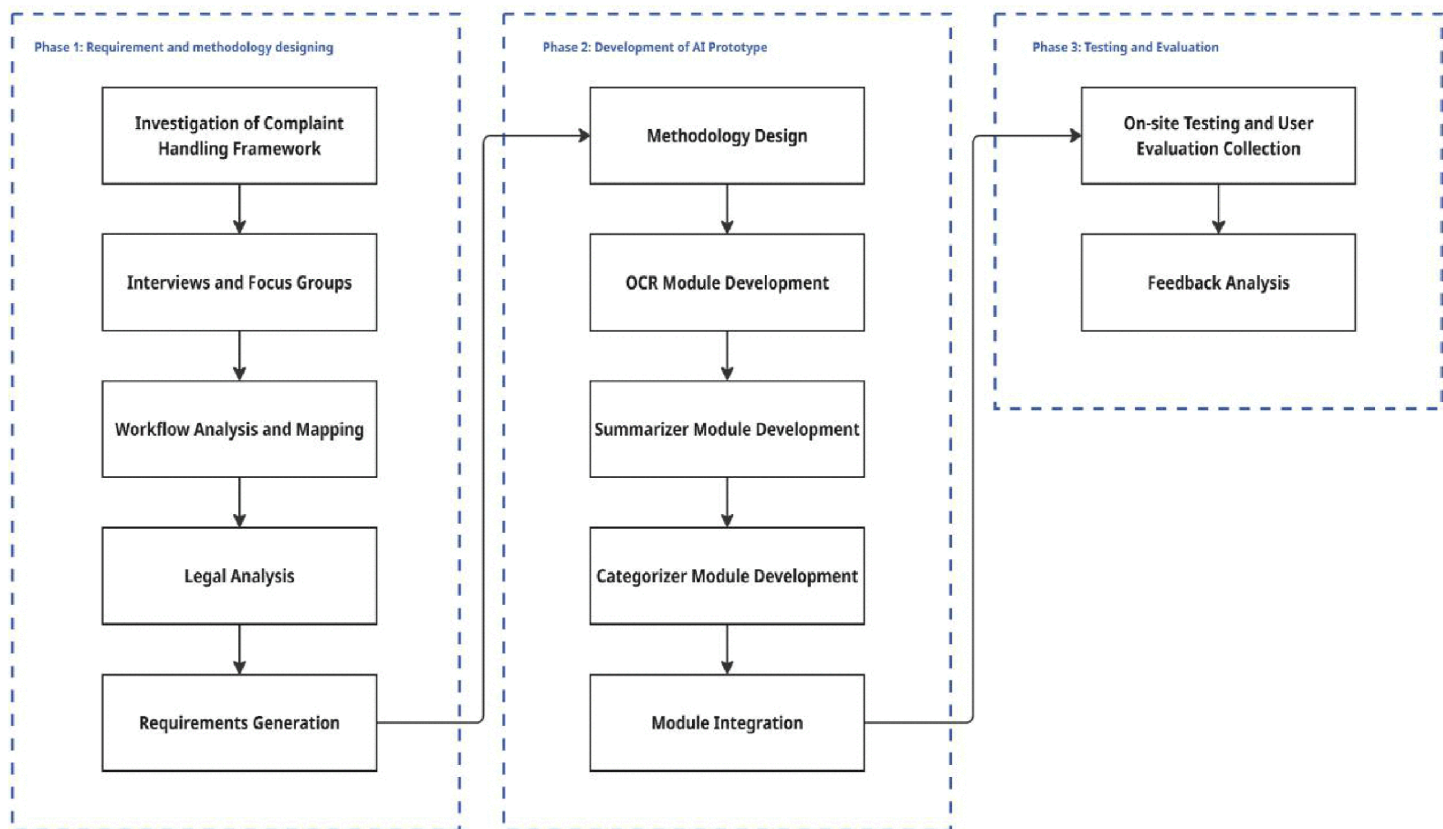 Phase 1: Requirement and methodology designing
Investigation of Complaint
Handling Framework
Interviews and Focus Groups
Workflow Analysis and Mapping
Legal Analysis
Requirements Generation
Phase 2: Development of AI Prototype
Methodology Design
OCR Module Development
Summarizer Module Development
Categorizer Module Development
Module Integration
Phase 3: Testing and Evaluation
On-site Testing and User
Evaluation Collection
Feedback Analysis